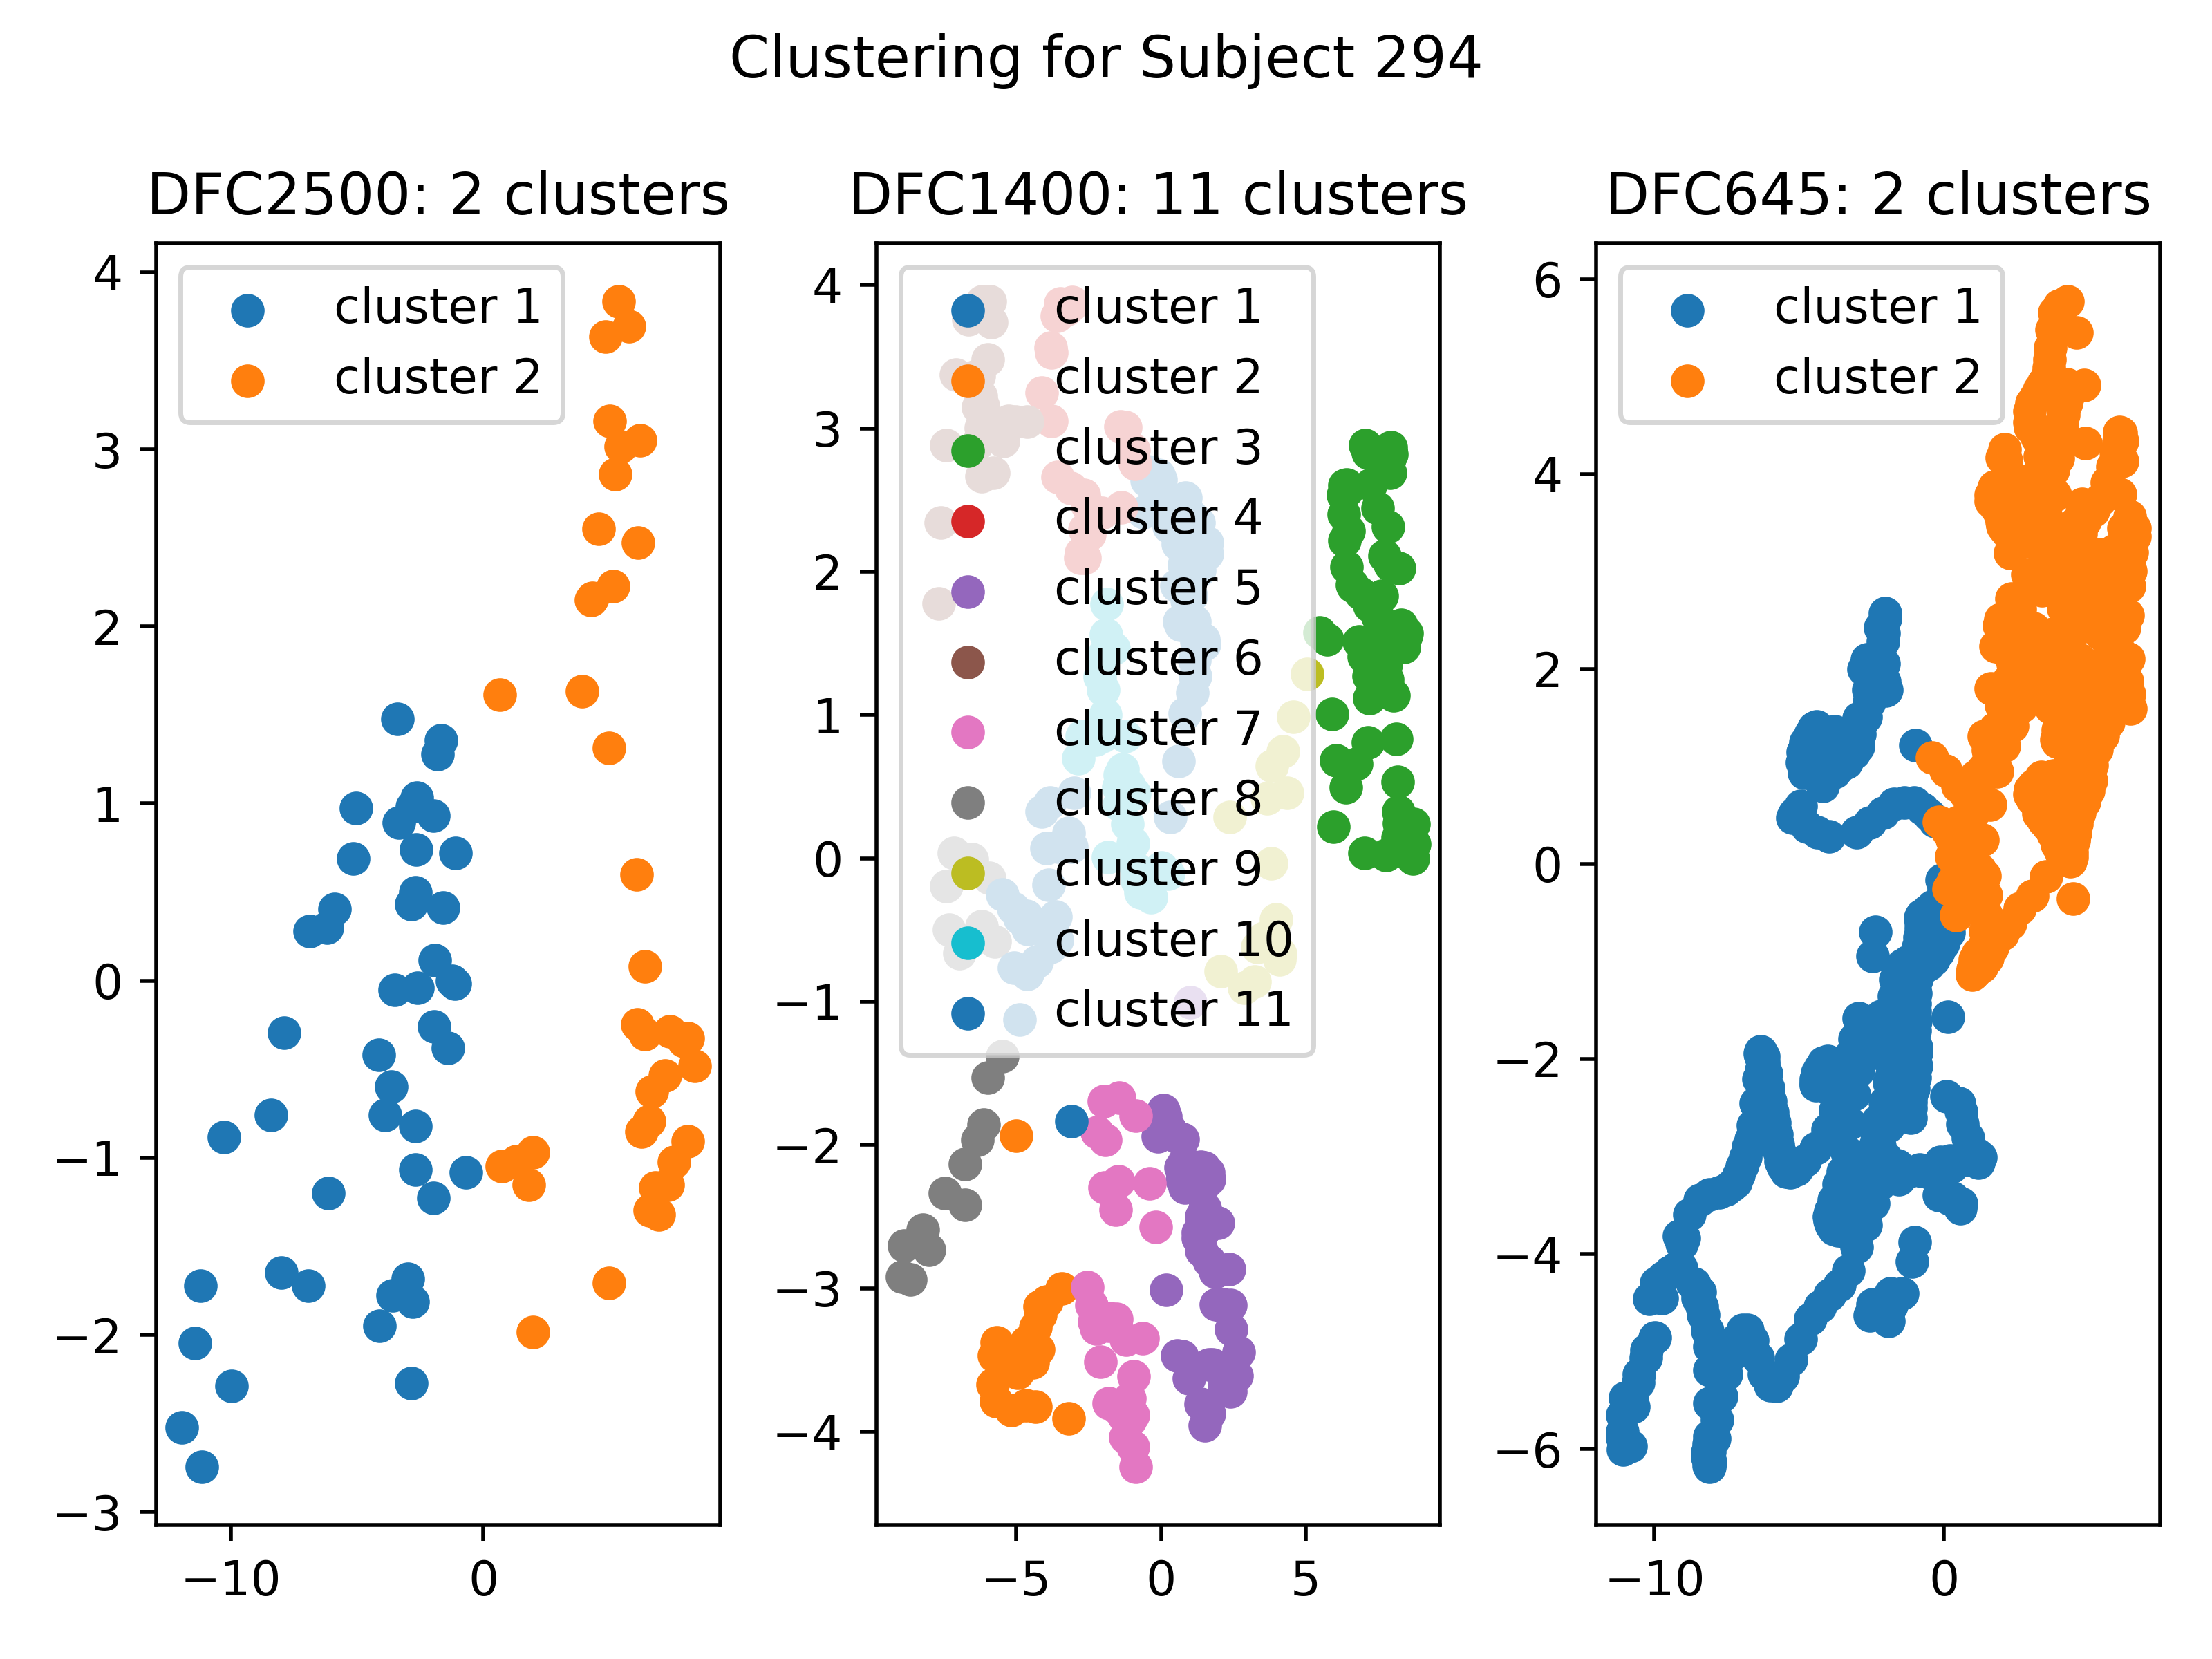 Clustering for Subject 294
DFC2500: 2 clusters
4
3
2
1
0
−1
−2
−3
−10
0
cluster 1
cluster 2
DFC1400: 11 clusters
4
3
2
1
0
−1
−2
−3
−4
−5
0
5
cluster 1
cluster 2
cluster 3
cluster 4
cluster 5
cluster 6
cluster 7
cluster 8
cluster 9
cluster 10
cluster 11
DFC645: 2 clusters
6
4
2
0
−2
−4
−6
−10
0
cluster 1
cluster 2